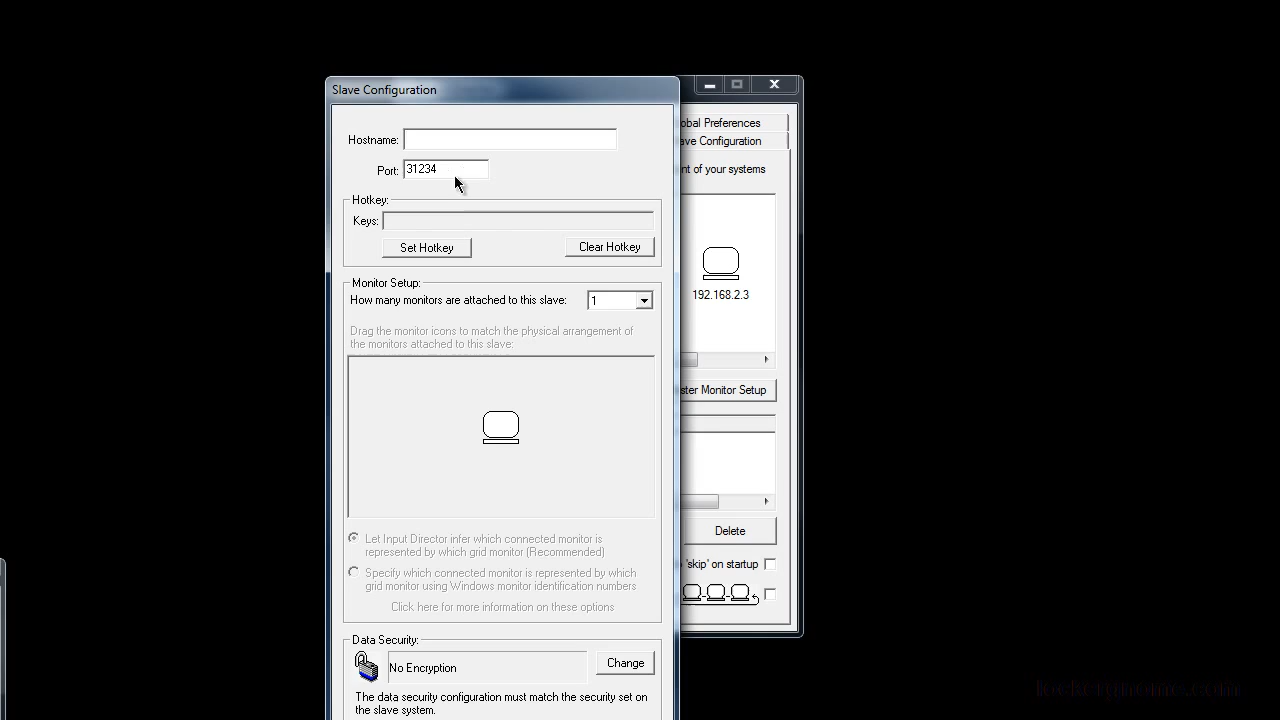 Slave Configuration
Hostname:
Port: 31234
Hotkey:
Keys:
Set Hotkey
Clear Hotkey
Monitor Setup:
How many monitors are attached to this slave: 1
Drag the monitor icons to match the physical arrangement of
the monitors attached to this slave:
Let Input Director infer which connected monitor is
represented by which grid monitor (Recommended)
Specify which connected monitor is represented by which
grid monitor using Windows monitor identification numbers
Click here for more information on these options
Data Security:
No Encryption
Change
The data security configuration must match the security set on
the slave system.
obal Preferences
ave Configuration
nt of your systems
192.168.2.3
ster Monitor Setup
Delete
'skip' on startup
lockergnome.com